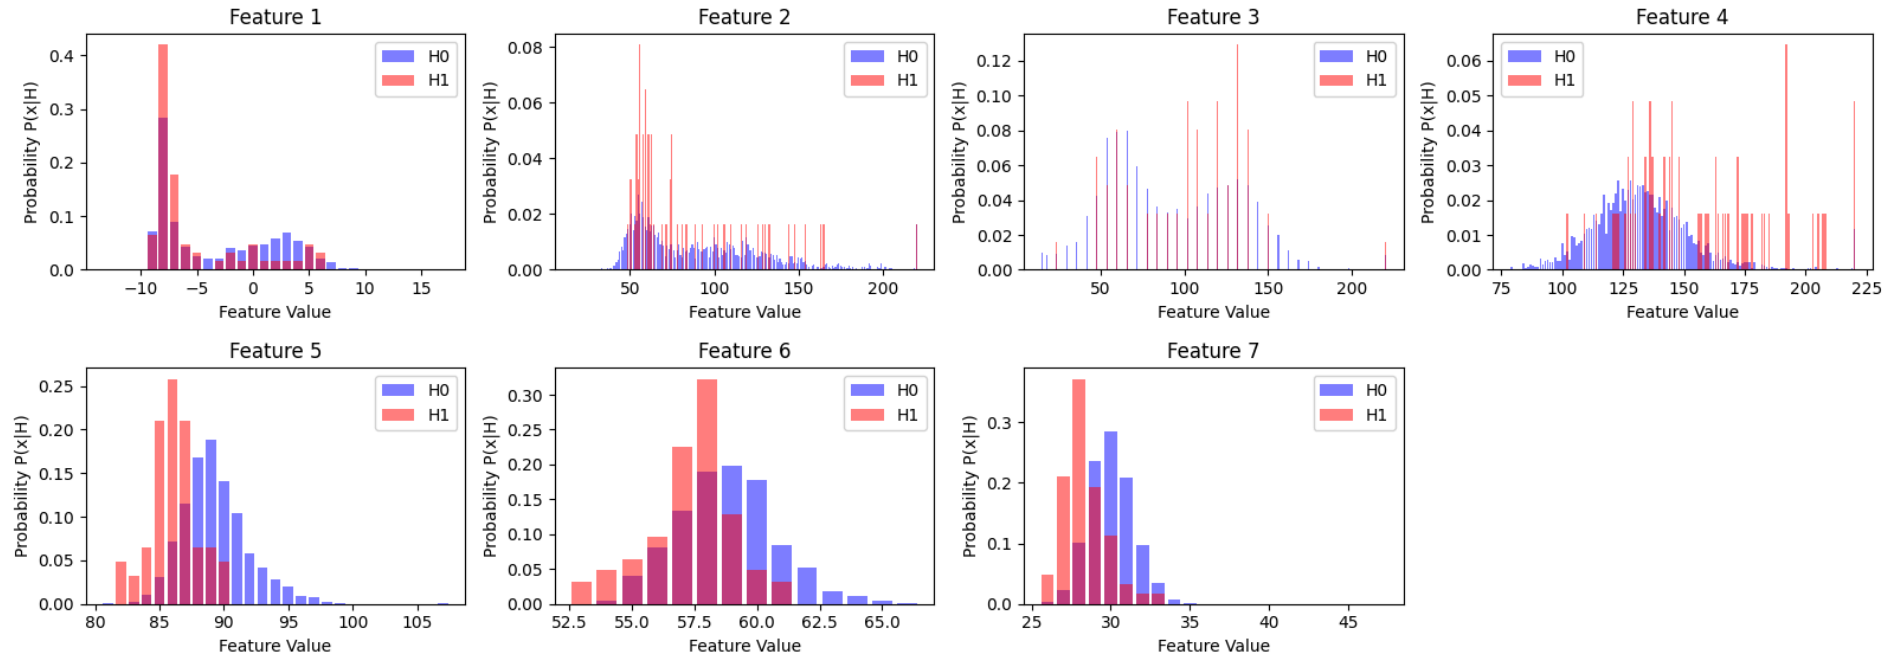 Feature 1
0.4
0.3
0.2
0.1
0.0
Probability P(x|H)
H0
H1
−10 −5 0 5 10 15
Feature Value
Feature 2
0.08
0.06
0.04
0.02
0.00
Probability P(x|H)
H0
H1
50 100 150 200
Feature Value
Feature 3
0.12
0.10
0.08
0.06
0.04
0.02
0.00
Probability P(x|H)
H0
H1
50 100 150 200
Feature Value
Feature 4
0.06
0.05
0.04
0.03
0.02
0.01
0.00
Probability P(x|H)
H0
H1
75 100 125 150 175 200 225
Feature Value
Feature 5
0.25
0.20
0.15
0.10
0.05
0.00
Probability P(x|H)
H0
H1
80 85 90 95 100 105
Feature Value
Feature 6
0.30
0.25
0.20
0.15
0.10
0.05
0.00
Probability P(x|H)
H0
H1
52.5 55.0 57.5 60.0 62.5 65.0
Feature Value
Feature 7
0.3
0.2
0.1
0.0
Probability P(x|H)
H0
H1
25 30 35 40 45
Feature Value